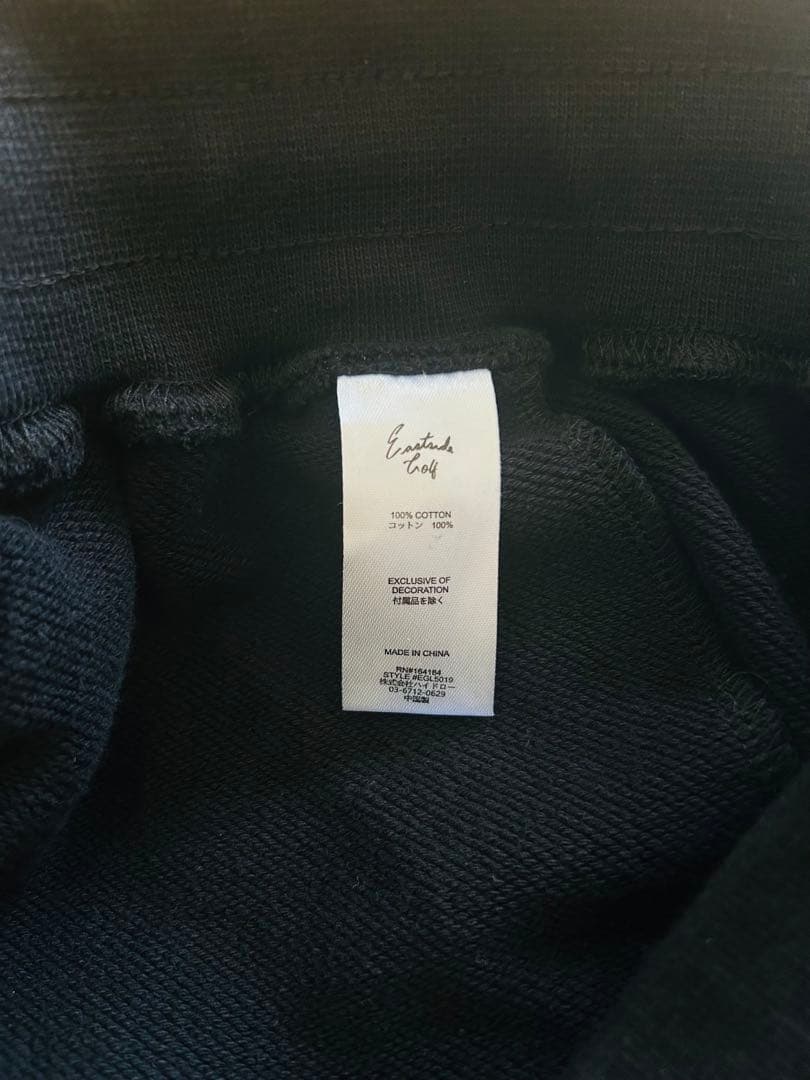 Eastside
Golf
100% COTTON
コットン 100%
EXCLUSIVE OF
DECORATION
付属品を除く
MADE IN CHINA
RN#164164
STYLE #EGL5019
株式会社ハイドロー
03-6712-0629
中国製